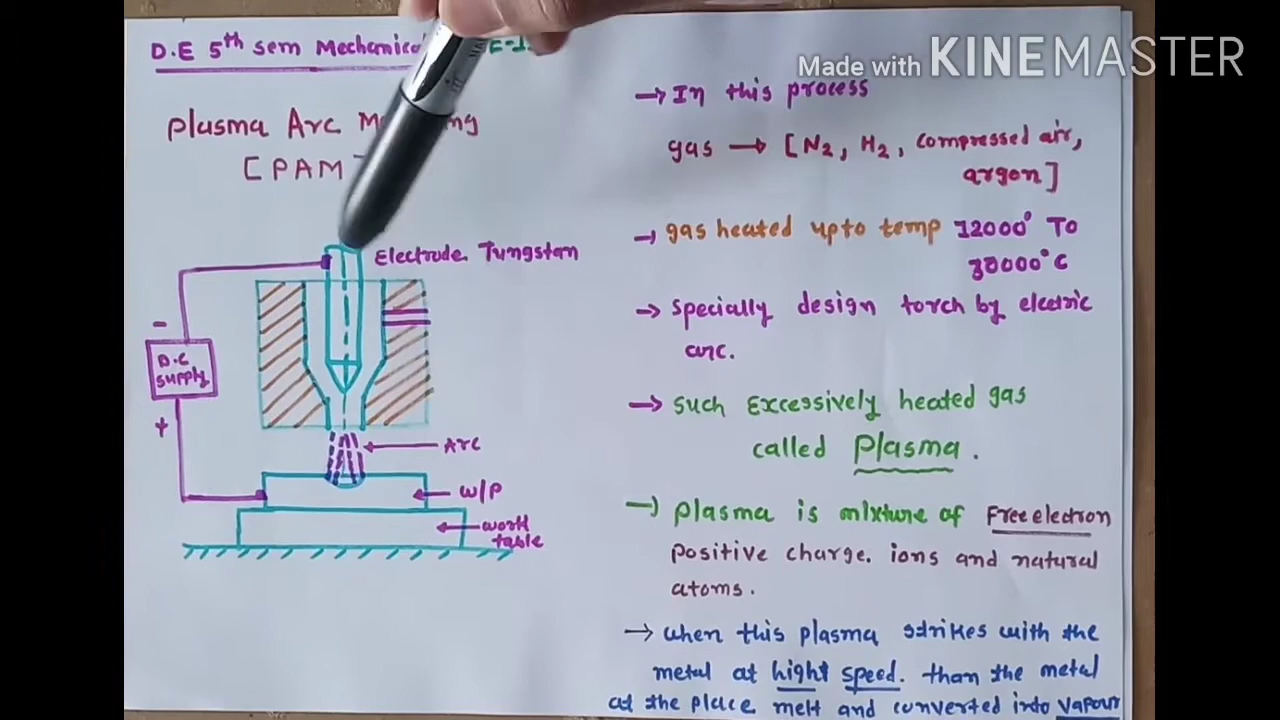 D.E 5th sem Mechanical
Plasma Arc
[PAM
Electrode Tungstan
-
D.C
supply
+
Arc
W/P
work
table
Made with KINEMASTER
→ In this process
gas → [N2, H2, compressed air,
argon]
→ gas heated upto temp 12000° To
30000°C
→ Specially design torch by electric
arc.
→ Such Excessively heated gas
called Plasma.
→ Plasma is mixture of Free electron
positive charge. ions and natural
atoms.
→ when this plasma strikes with the
metal at hight speed. than the metal
at the place melt and converted into vapour